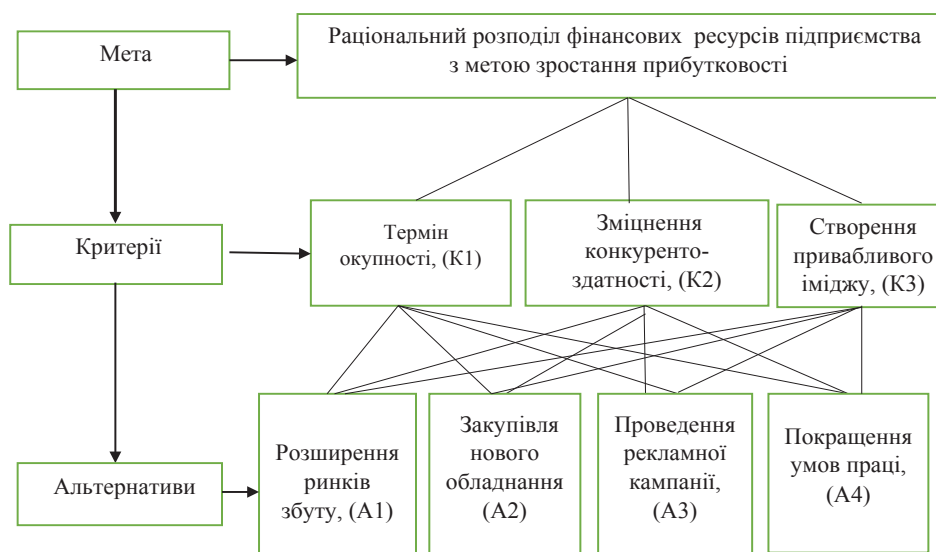 Мета
Раціональний розподіл фінансових ресурсів підприємства
з метою зростання прибутковості
Критерії
Термін
окупності, (К1)
Зміцнення
конкуренто-
здатності, (К2)
Створення
привабливого
іміджу, (К3)
Альтернативи
Розширення
ринків
збуту, (А1)
Закупівля
нового
обладнання
(А2)
Проведення
рекламної
кампанії,
(А3)
Покращення
умов праці,
(А4)